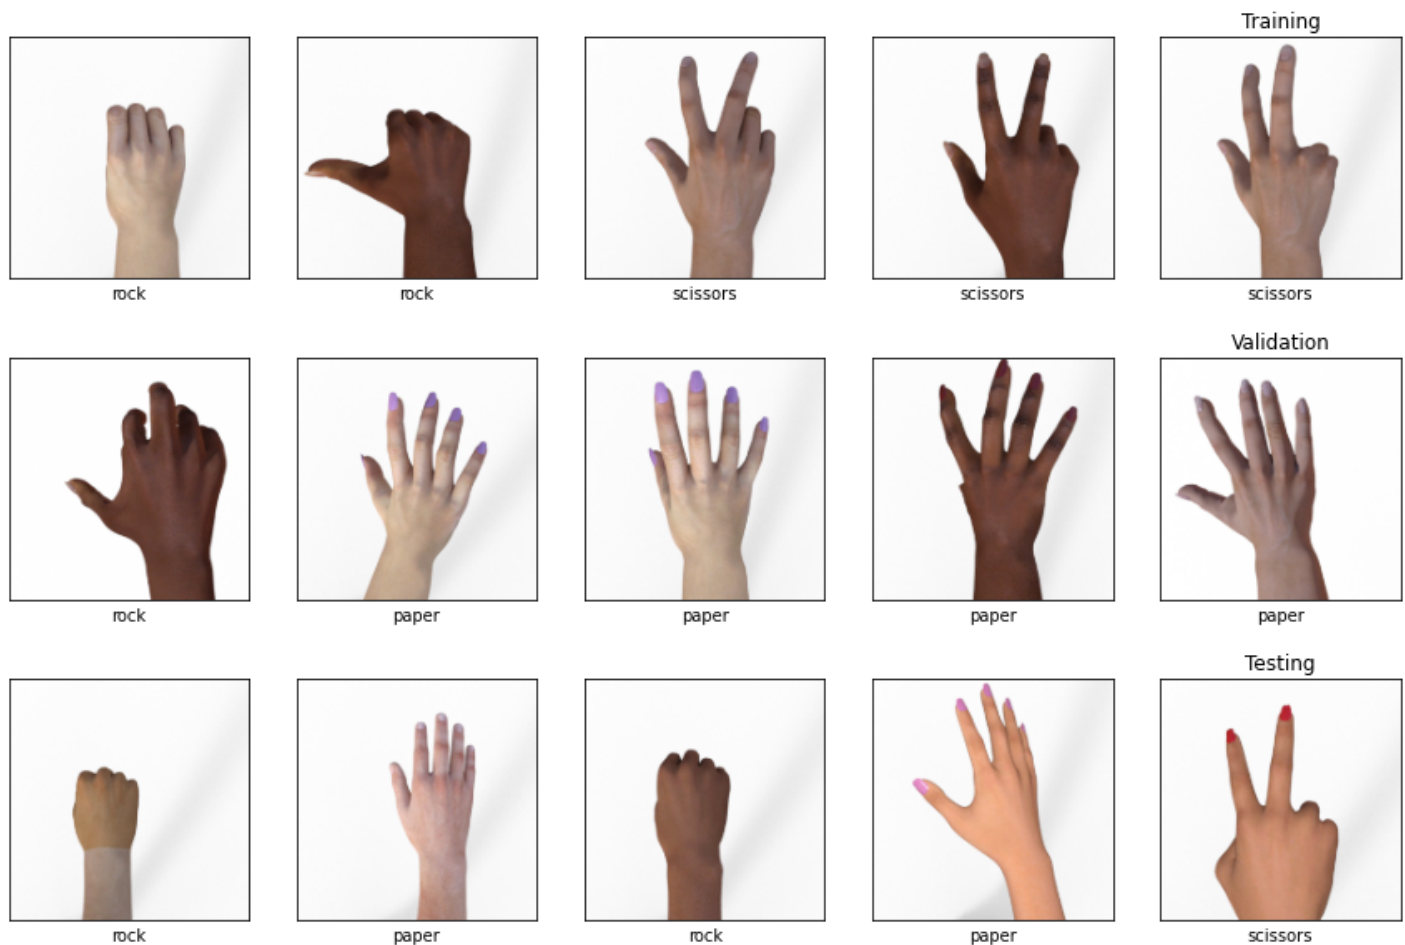 Training
rock rock scissors scissors scissors
Validation
rock paper paper paper paper
Testing
rock paper rock paper scissors